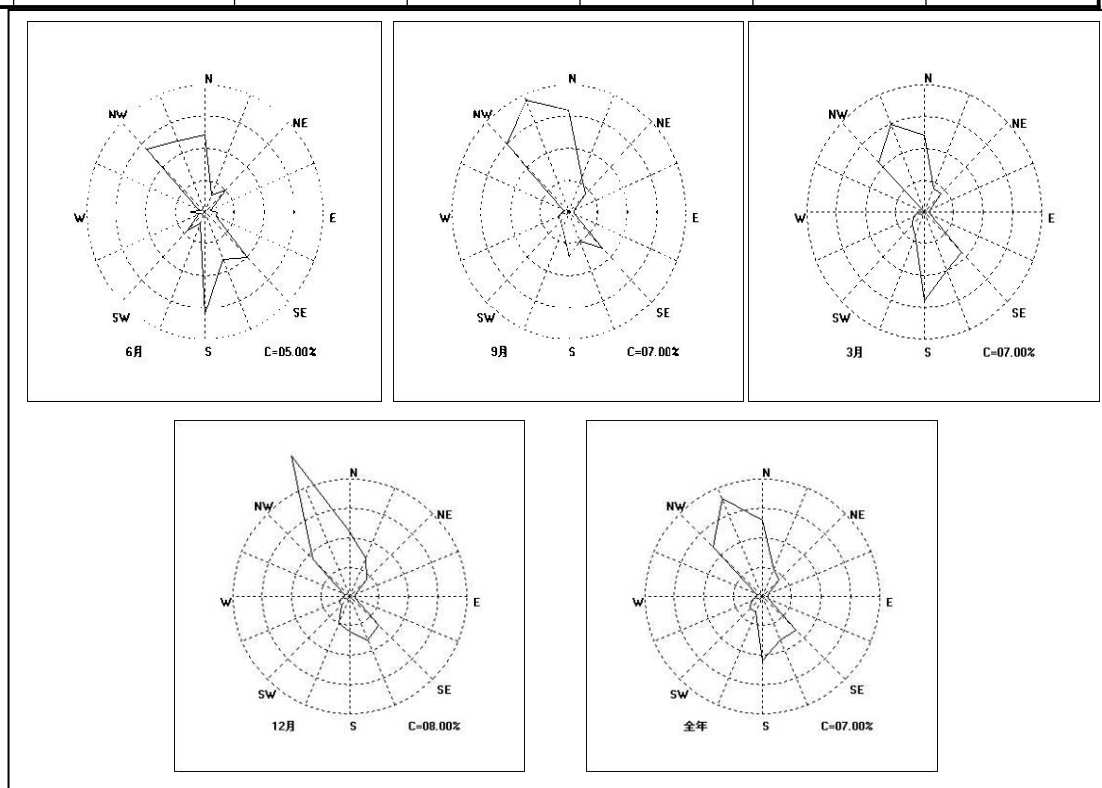 N
NW
NE
W
E
SW
SE
6月
S
C=05.00%
N
NW
NE
W
E
SW
SE
9月
S
C=07.00%
N
NW
NE
W
E
SW
SE
3月
S
C=07.00%
N
NW
NE
W
E
SW
SE
12月
S
C=08.00%
N
NW
NE
W
E
SW
SE
全年
S
C=07.00%